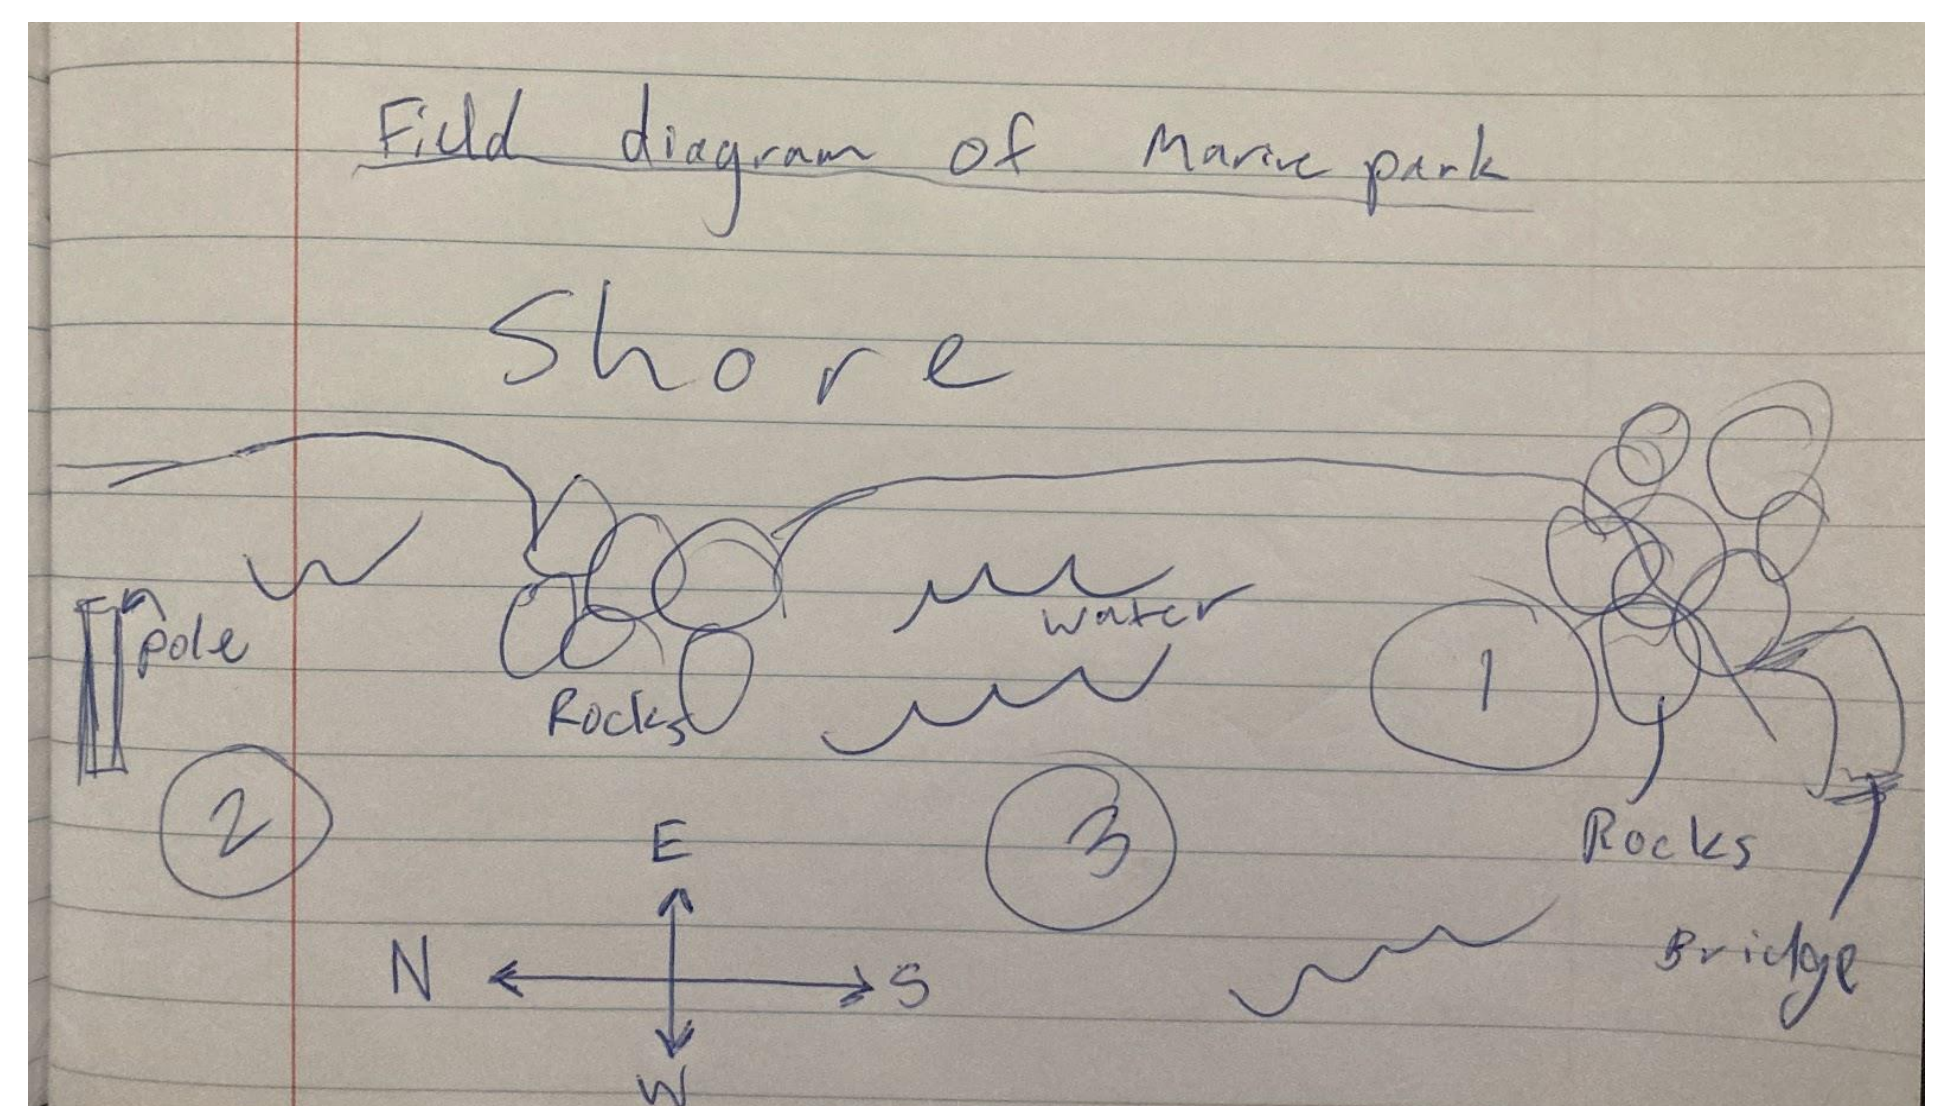 Field diagram of Marine park
Shore
pole
water
Rocks
1
2
3
Rocks
E
N S
Bridge
W